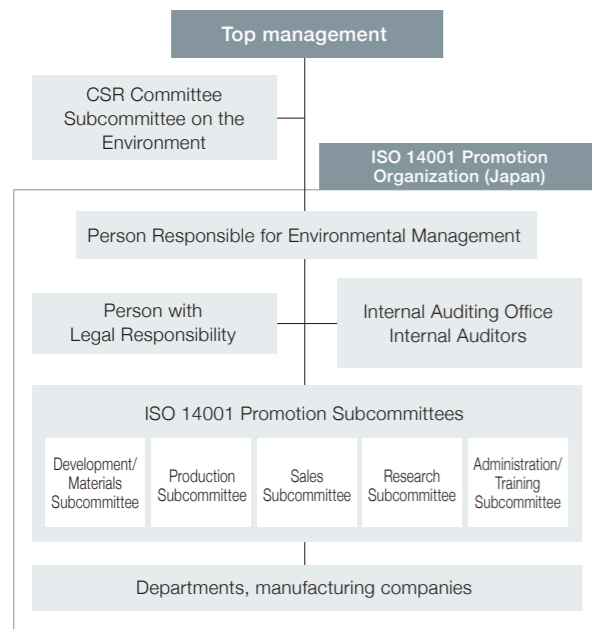 Top management
CSR Committee
Subcommittee on the
Environment
ISO 14001 Promotion
Organization (Japan)
Person Responsible for Environmental Management
Person with
Legal Responsibility
Internal Auditing Office
Internal Auditors
ISO 14001 Promotion Subcommittees
Development/
Materials
Subcommittee
Production
Subcommittee
Sales
Subcommittee
Research
Subcommittee
Administration/
Training
Subcommittee
Departments, manufacturing companies